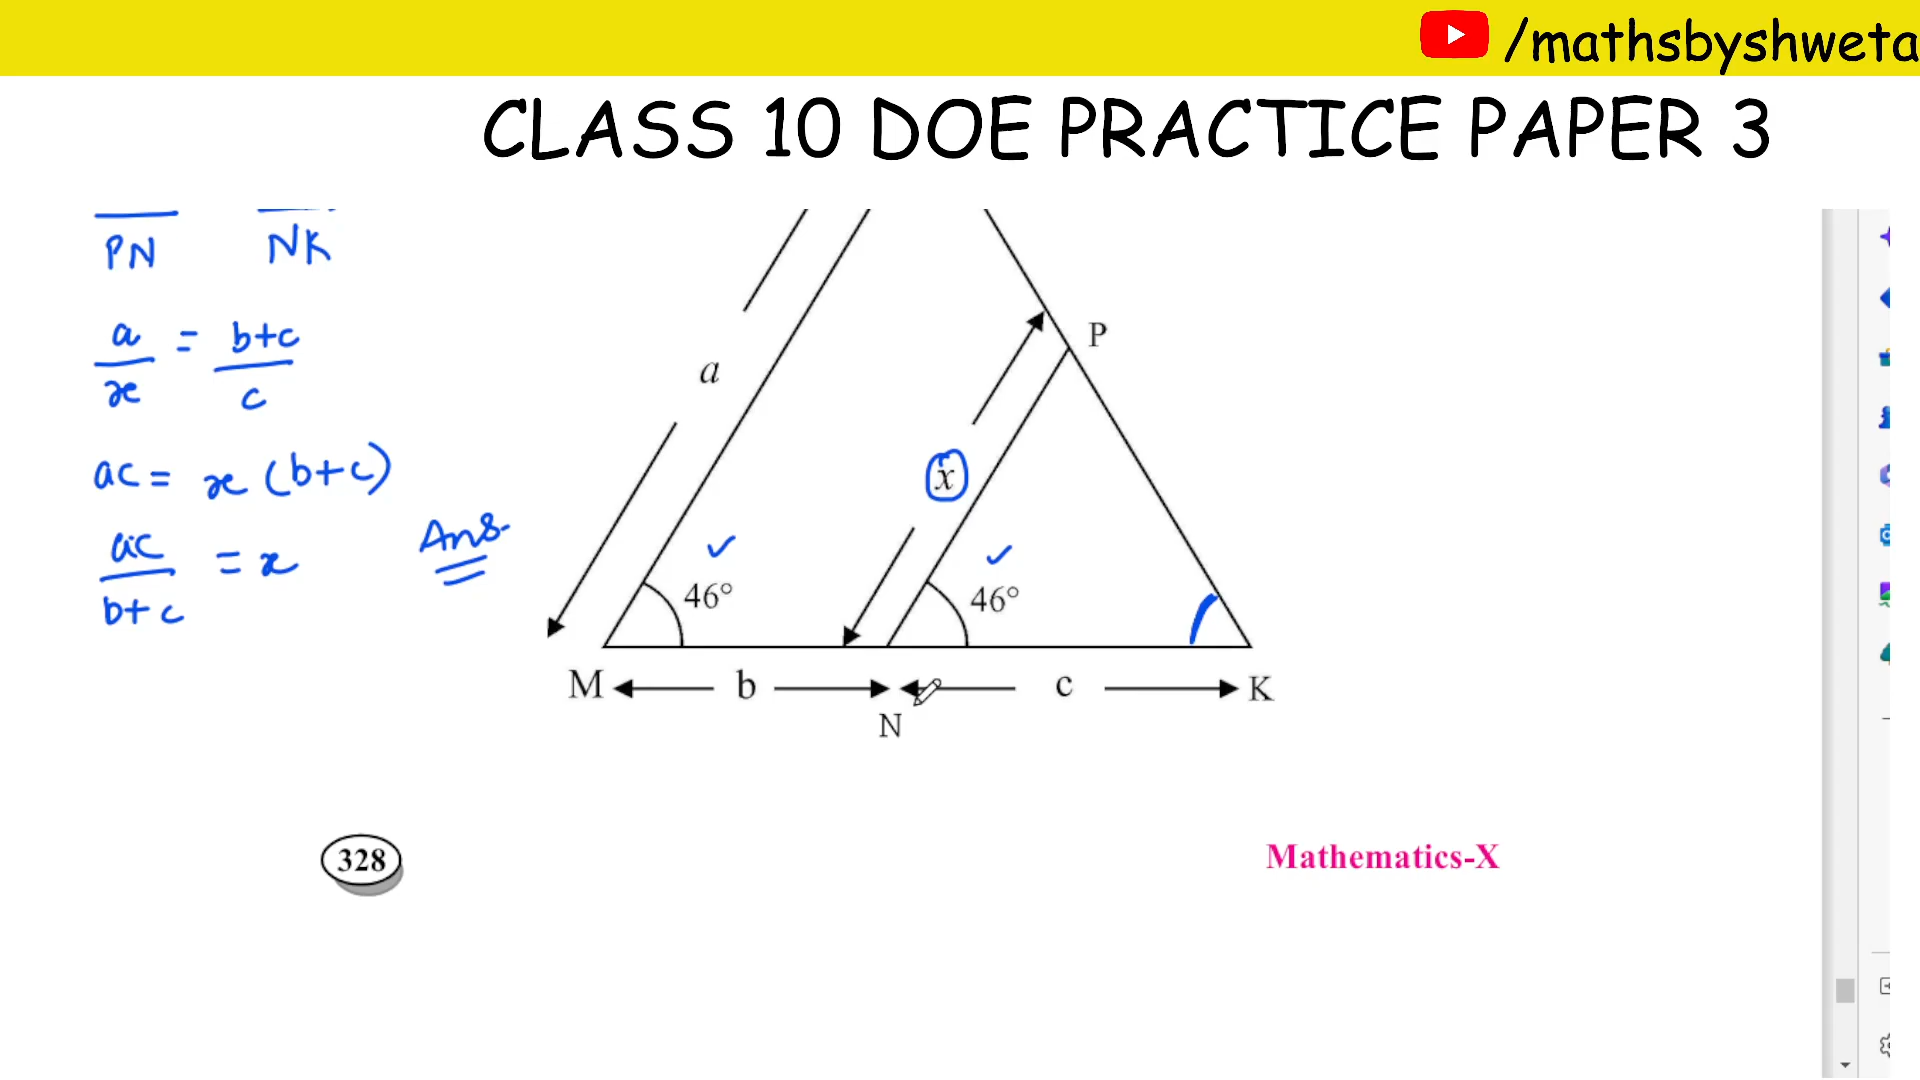 /mathsbyshweta
CLASS 10 DOE PRACTICE PAPER 3
PN NK
a/x = b+c/c
ac = x (b+c)
ac/b+c = x Ans
P
a
x
46° 46°
M b c K
N
328 Mathematics-X